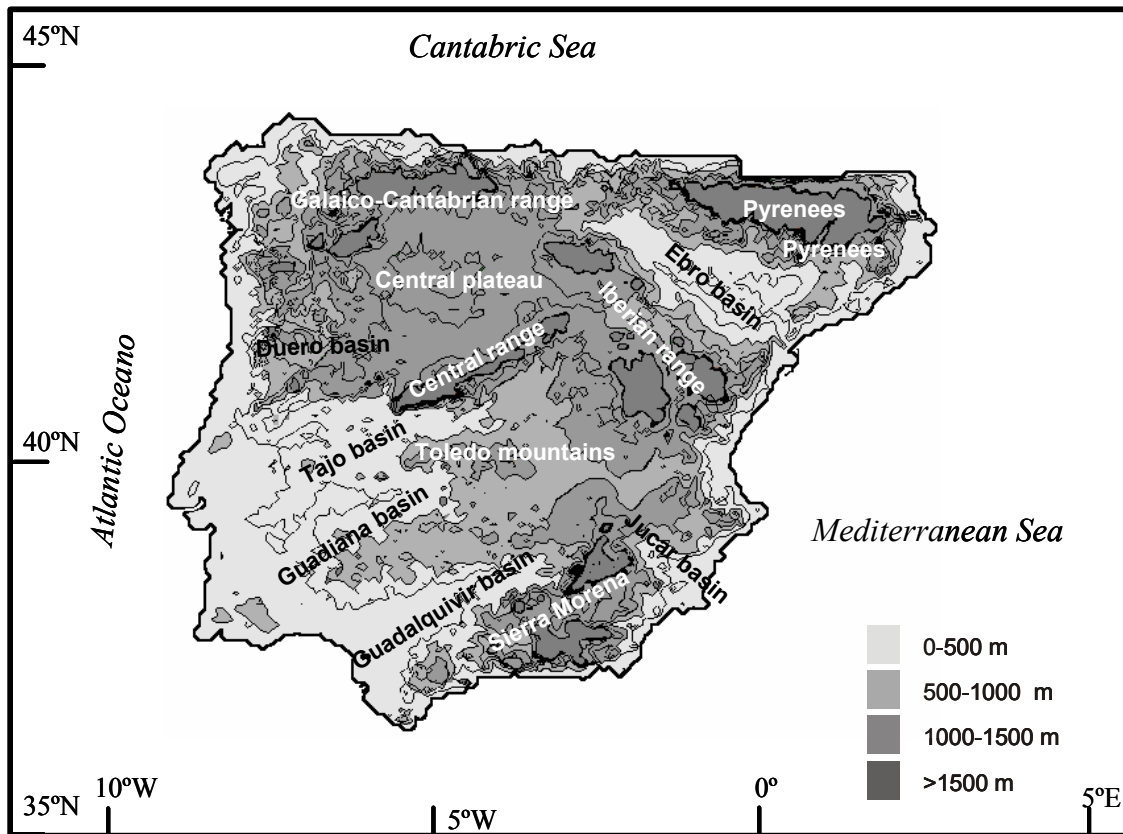 45ºN
Cantabric Sea
Galaico-Cantabrian range
Pyrenees
Pyrenees
Ebro basin
Central plateau
Iberian range
Duero basin
Central range
Atlantic Oceano
40ºN
Tajo basin
Toledo mountains
Guadiana basin
Jucar basin
Mediterranean Sea
Guadalquivir basin
Sierra Morena
0-500 m
500-1000 m
1000-1500 m
>1500 m
35ºN
10ºW
5ºW
0º
5ºE